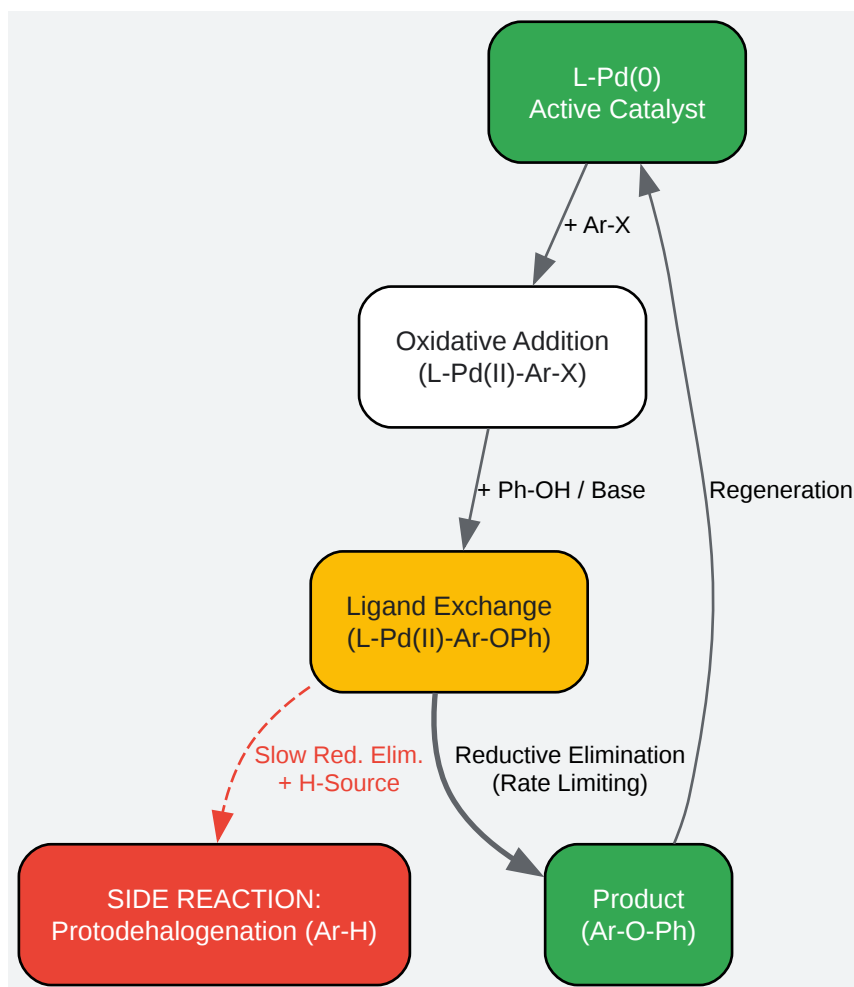 L-Pd(0)
Active Catalyst
+ Ar-X
Oxidative Addition
(L-Pd(II)-Ar-X)
+ Ph-OH / Base
Regeneration
Ligand Exchange
(L-Pd(II)-Ar-OPh)
Slow Red. Elim.
+ H-Source
Reductive Elimination
(Rate Limiting)
SIDE REACTION:
Protodehalogenation (Ar-H)
Product
(Ar-O-Ph)